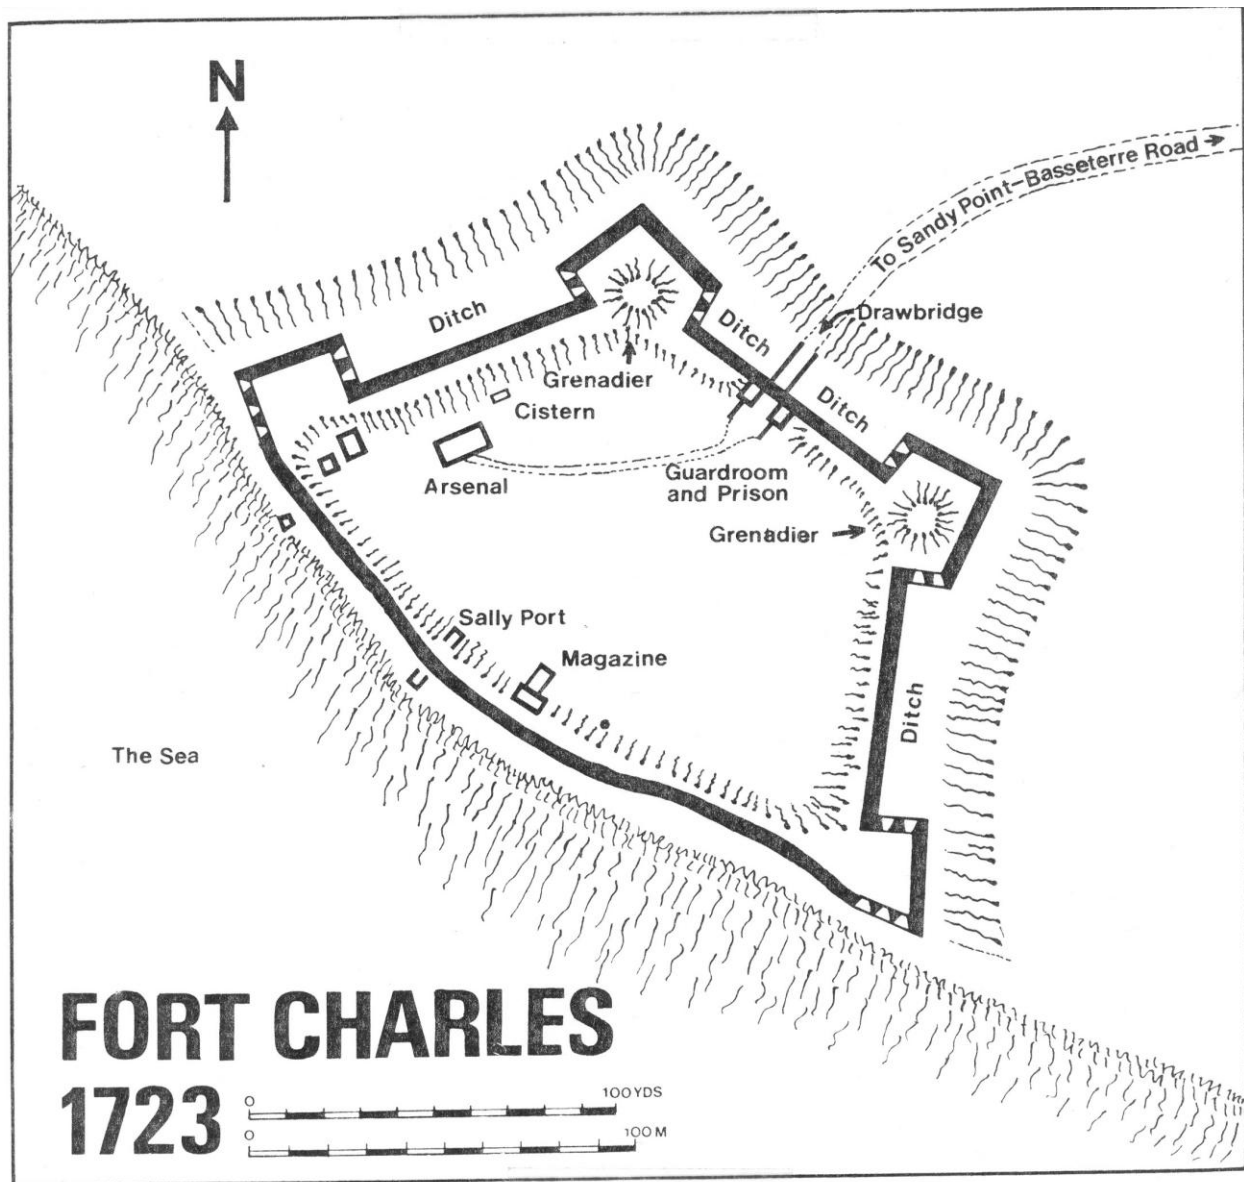 N
To Sandy Point–Basseterre Road
Drawbridge
Ditch
Ditch
Grenadier
Cistern
Ditch
Arsenal
Guardroom
and Prison
Grenadier
Sally Port
Magazine
Ditch
The Sea
FORT CHARLES
1723
0 100 YDS
0 100 M